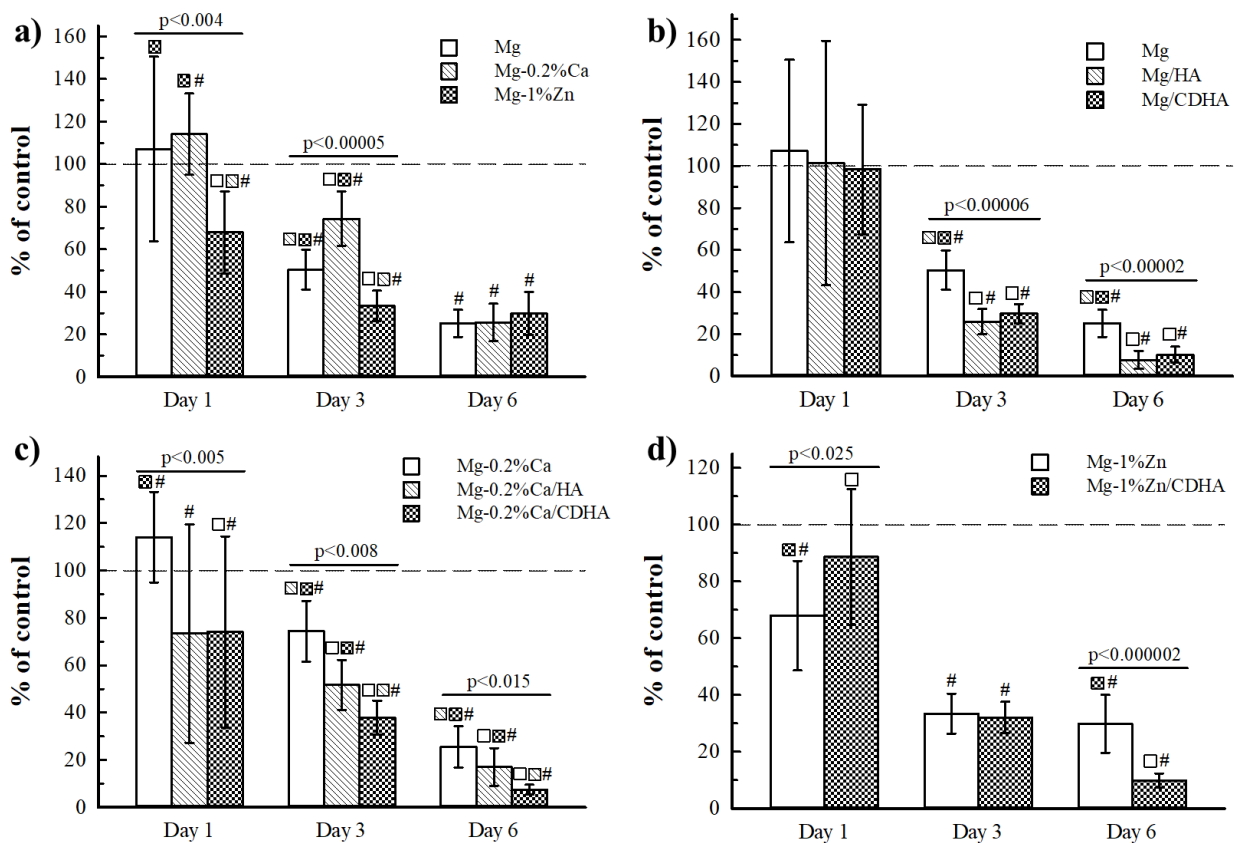 a)
p<0.004
160
140
120
100
80
60
40
20
0
% of control
Mg
Mg-0.2%Ca
Mg-1%Zn
#
#
p<0.00005
#
#
#
#
#
#
Day 1
Day 3
Day 6
b)
160
140
120
100
80
60
40
20
0
% of control
Mg
Mg/HA
Mg/CDHA
p<0.00006
#
#
#
p<0.00002
#
#
#
Day 1
Day 3
Day 6
c)
p<0.005
140
120
100
80
60
40
20
0
% of control
Mg-0.2%Ca
Mg-0.2%Ca/HA
Mg-0.2%Ca/CDHA
#
#
#
p<0.008
#
#
#
p<0.015
#
#
#
Day 1
Day 3
Day 6
d)
p<0.025
120
100
80
60
40
20
0
% of control
Mg-1%Zn
Mg-1%Zn/CDHA
#
#
#
p<0.000002
#
#
Day 1
Day 3
Day 6